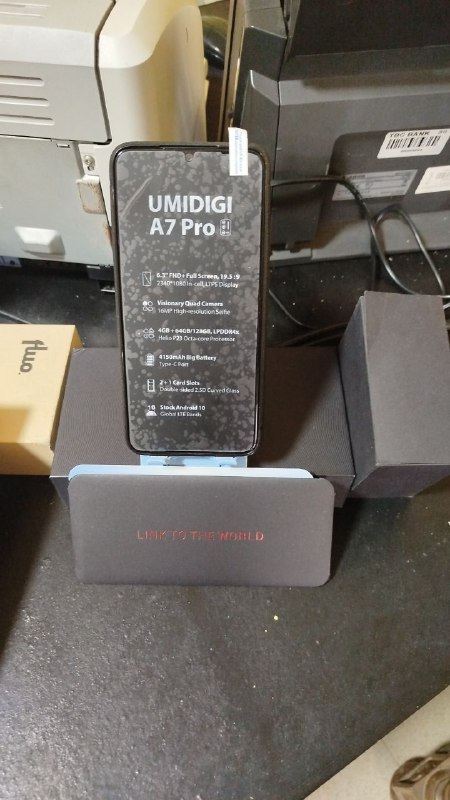 TBC BANK
UMIDIGI
A7 Pro
6.3" FHD+ Full Screen, 19.5:9
2340*1080 In-cell, LTPS Display
Visionary Quad Camera
16MP High-resolution Selfie
4GB + 64GB/128GB, LPDDR4x
Helio P23 Octa-core Processor
4150mAh Big Battery
Type-C Port
2+1 Card Slots
Double-sided 2.5D Curved Glass
10 Stock Android 10
Global LTE Bands
fluo.
LINK TO THE WORLD